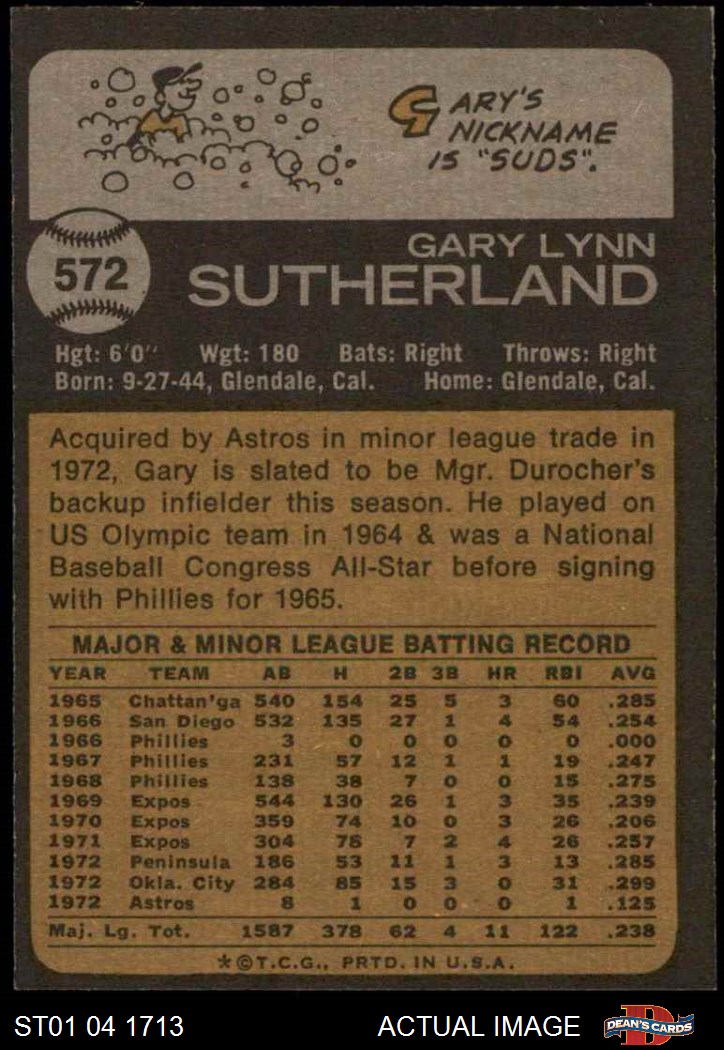 GARY'S
NICKNAME
IS "SUDS".
572
GARY LYNN
SUTHERLAND
Hgt: 6'0" Wgt: 180 Bats: Right Throws: Right
Born: 9-27-44, Glendale, Cal. Home: Glendale, Cal.
Acquired by Astros in minor league trade in
1972, Gary is slated to be Mgr. Durocher's
backup infielder this season. He played on
US Olympic team in 1964 & was a National
Baseball Congress All-Star before signing
with Phillies for 1965.
MAJOR & MINOR LEAGUE BATTING RECORD
YEAR TEAM AB H 2B 3B HR RBI AVG
1965 Chattan'ga 540 154 25 5 3 60 .285
1966 San Diego 532 135 27 1 4 54 .254
1966 Phillies 3 0 0 0 0 0 .000
1967 Phillies 231 57 12 1 1 19 .247
1968 Phillies 138 38 7 0 0 15 .275
1969 Expos 544 130 26 1 3 35 .239
1970 Expos 359 74 10 0 3 26 .206
1971 Expos 304 78 7 2 4 26 .257
1972 Peninsula 186 53 11 1 3 13 .285
1972 Okla. City 284 85 15 3 0 31 .299
1972 Astros 8 1 0 0 0 1 .125
Maj. Lg. Tot. 1587 378 62 4 11 122 .238
*©T.C.G., PRTD. IN U.S.A.
ST01 04 1713 ACTUAL IMAGE D DEAN'S CARDS